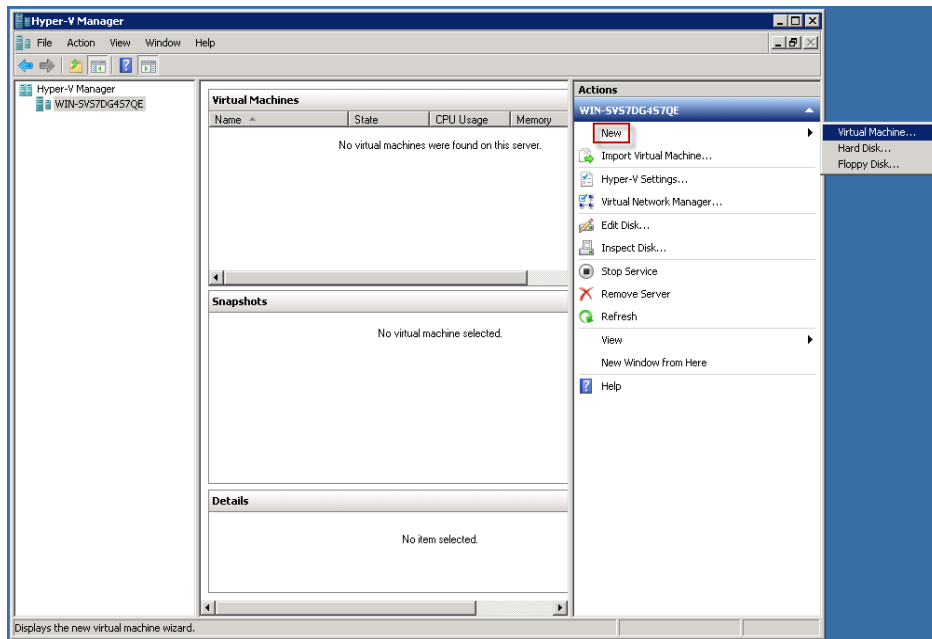 Hyper-V Manager
File Action View Window Help
Hyper-V Manager
WIN-SVS7DG4S7QE
Virtual Machines
Name State CPU Usage Memory
No virtual machines were found on this server.
Snapshots
No virtual machine selected.
Details
No item selected.
Actions
WIN-SVS7DG4S7QE
New
Import Virtual Machine...
Hyper-V Settings...
Virtual Network Manager...
Edit Disk...
Inspect Disk...
Stop Service
Remove Server
Refresh
View
New Window from Here
Help
Virtual Machine...
Hard Disk...
Floppy Disk...
Displays the new virtual machine wizard.